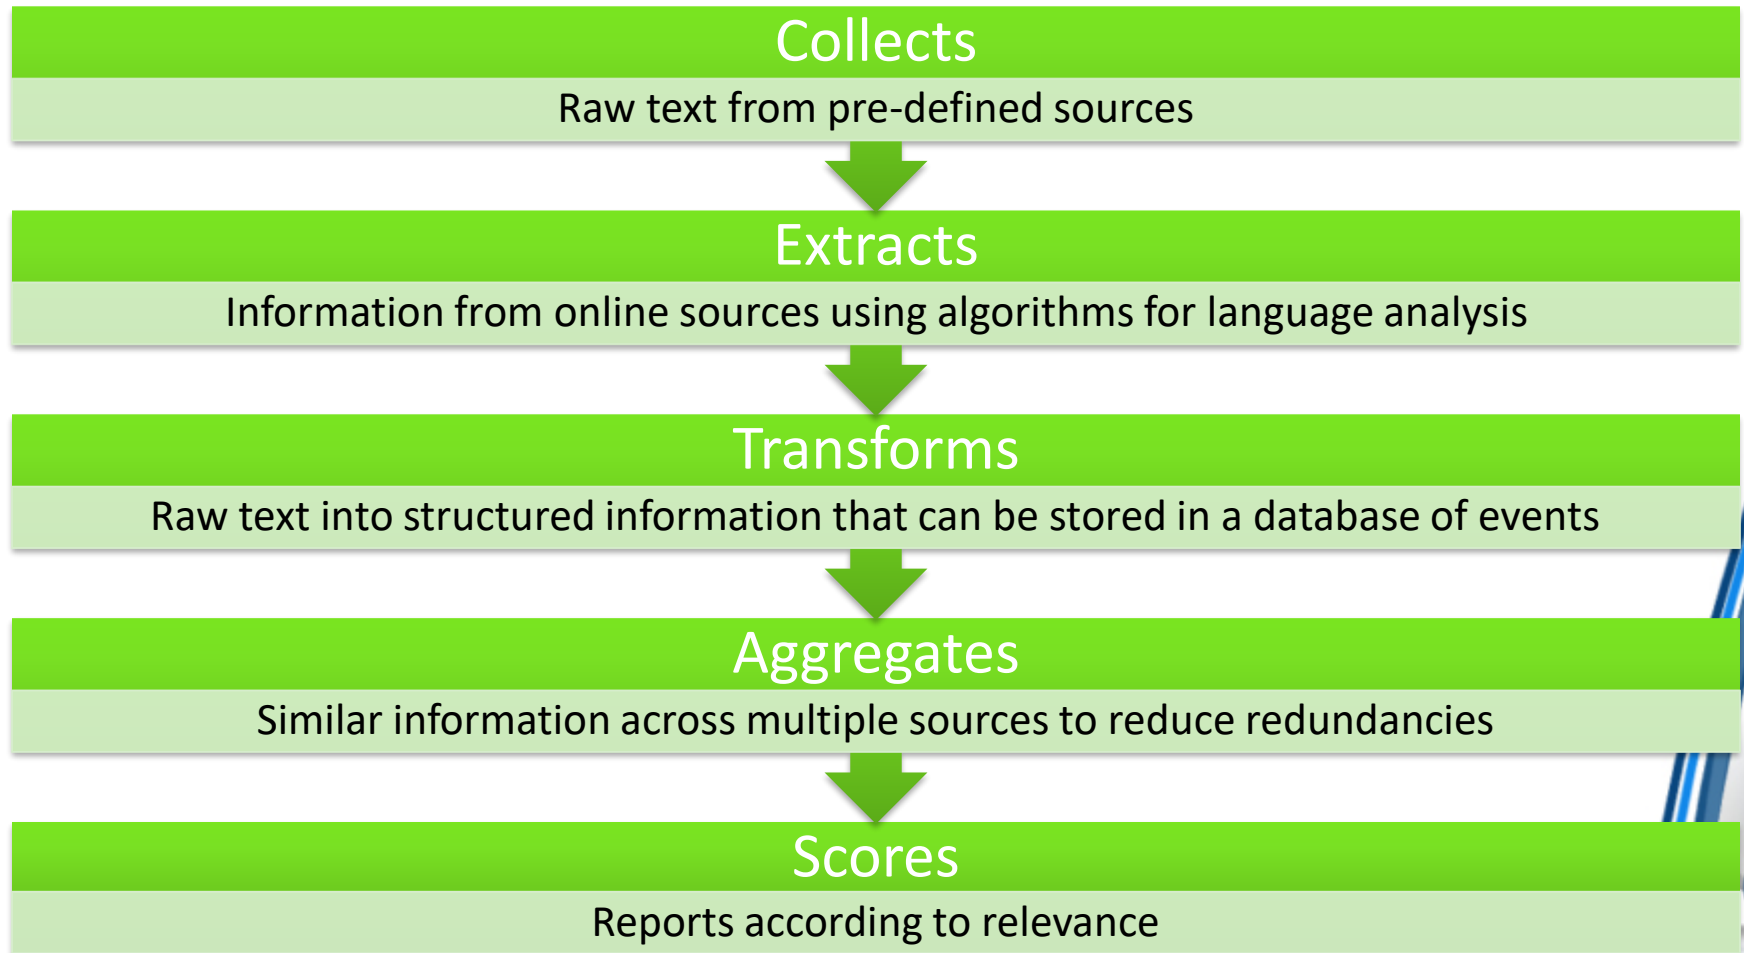 Collects
Raw text from pre-defined sources
Extracts
Information from online sources using algorithms for language analysis
Transforms
Raw text into structured information that can be stored in a database of events
Aggregates
Similar information across multiple sources to reduce redundancies
Scores
Reports according to relevance